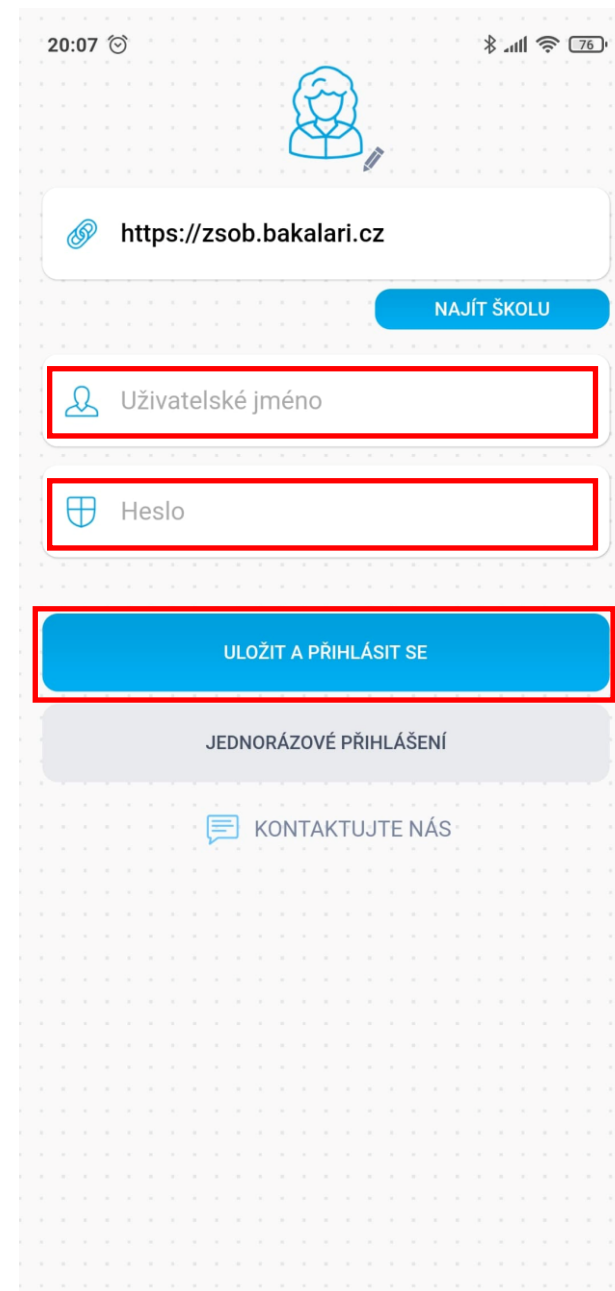 20:07
76
https://zsob.bakalari.cz
NAJÍT ŠKOLU
Uživatelské jméno
Heslo
ULOŽIT A PŘIHLÁSIT SE
JEDNORÁZOVÉ PŘIHLÁŠENÍ
KONTAKTUJTE NÁS